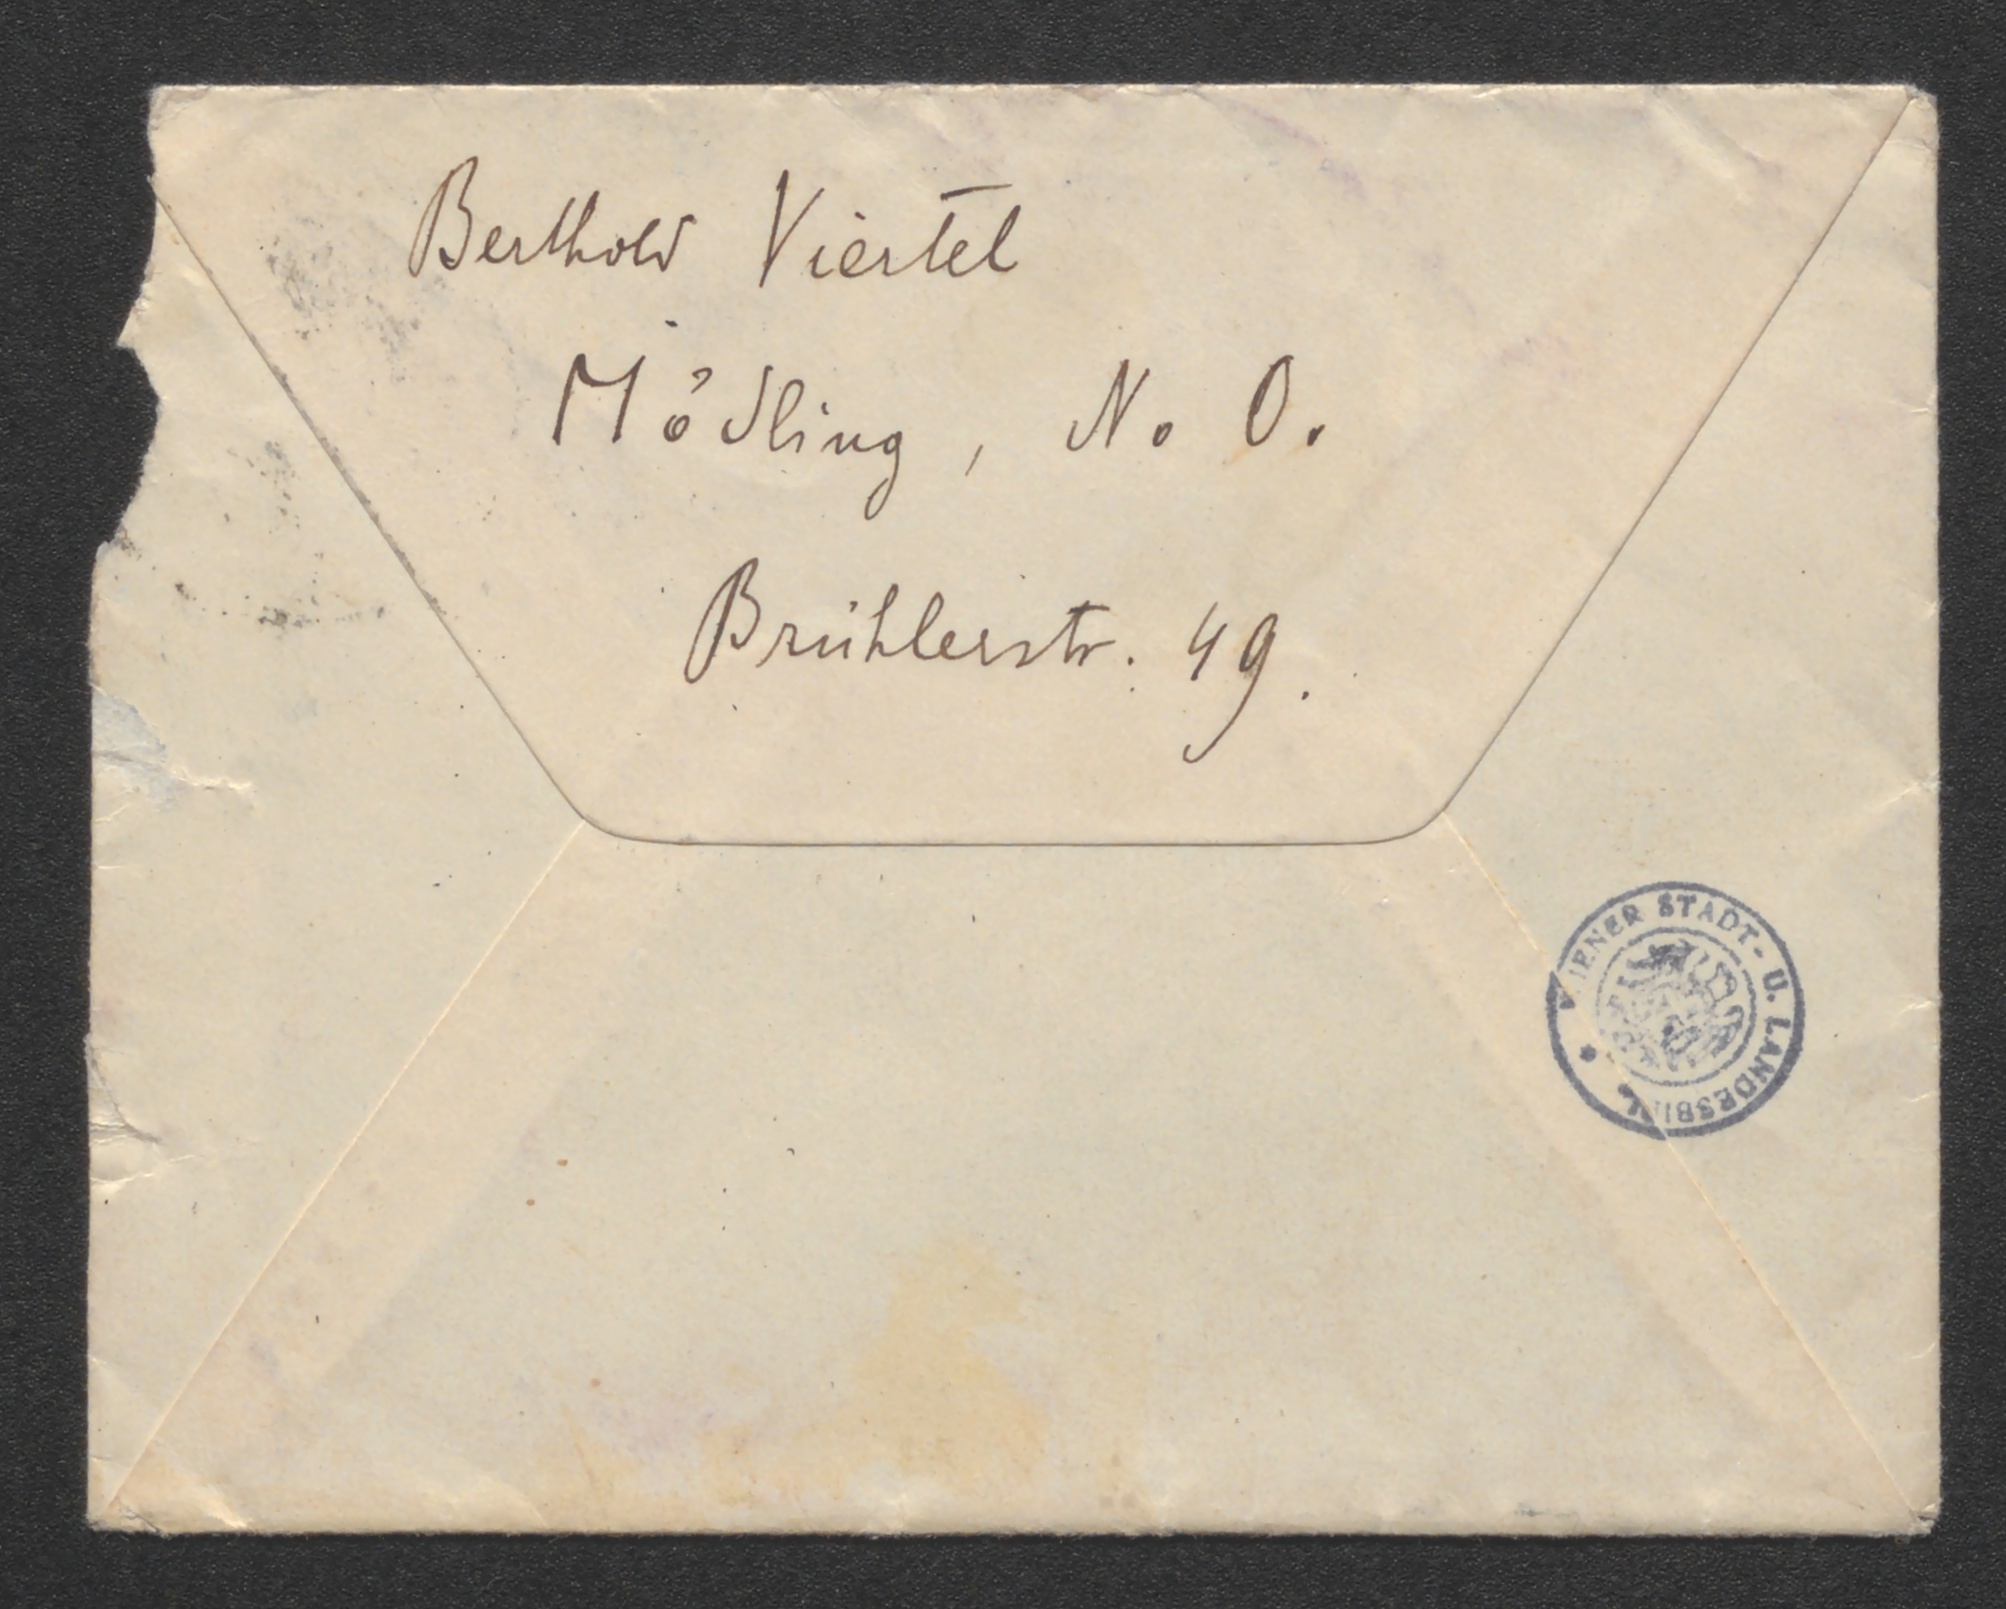 Berthold Viertel
Mödling, N. O.
Brühlerstr. 49.
WIENER STADT- U. LANDESBIBL. *